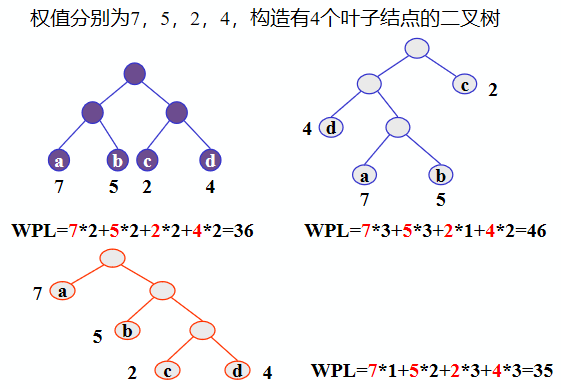 权值分别为7，5，2，4，构造有4个叶子结点的二叉树
a b c d
7 5 2 4
WPL=7*2+5*2+2*2+4*2=36
c 2
4 d
a b
7 5
WPL=7*3+5*3+2*1+4*2=46
7 a
5 b
2 c d 4
WPL=7*1+5*2+2*3+4*3=35